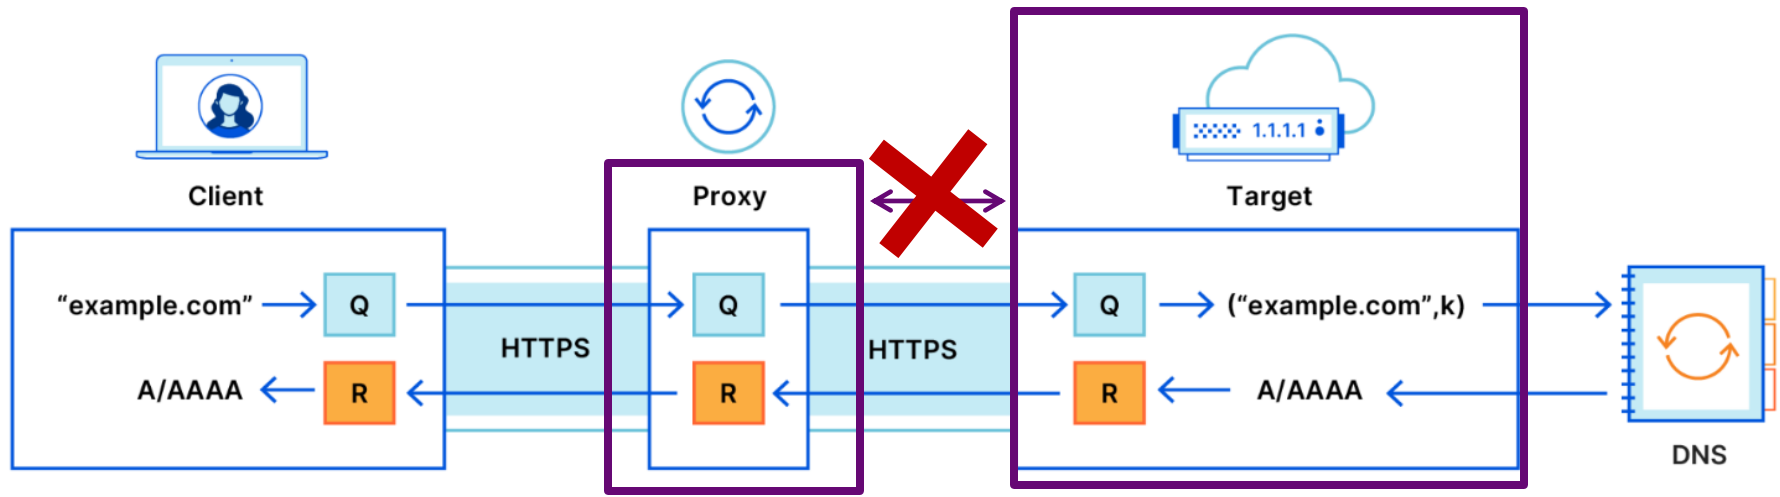 1.1.1.1
Client
Proxy
Target
“example.com”
Q
Q
Q
(“example.com”,k)
HTTPS
HTTPS
A/AAAA
R
R
R
A/AAAA
DNS